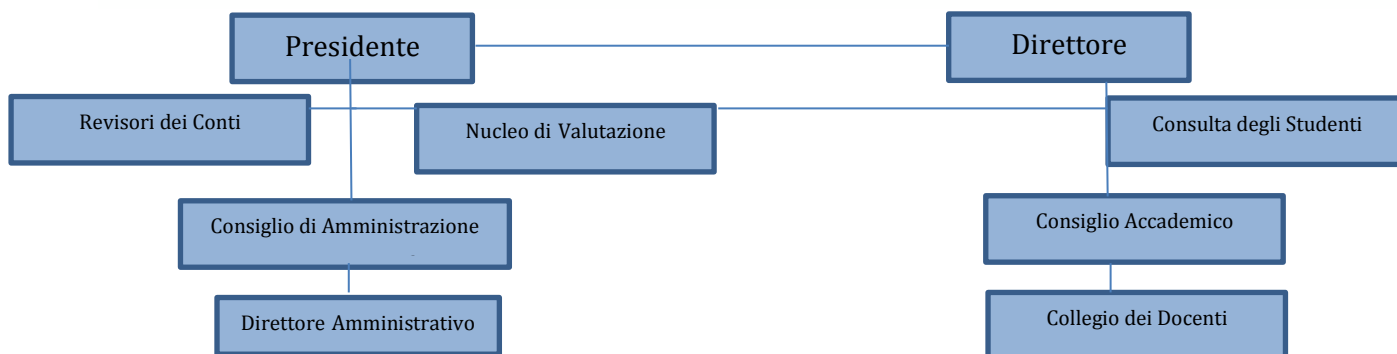 Presidente
Direttore
Revisori dei Conti
Nucleo di Valutazione
Consulta degli Studenti
Consiglio di Amministrazione
Consiglio Accademico
Direttore Amministrativo
Collegio dei Docenti